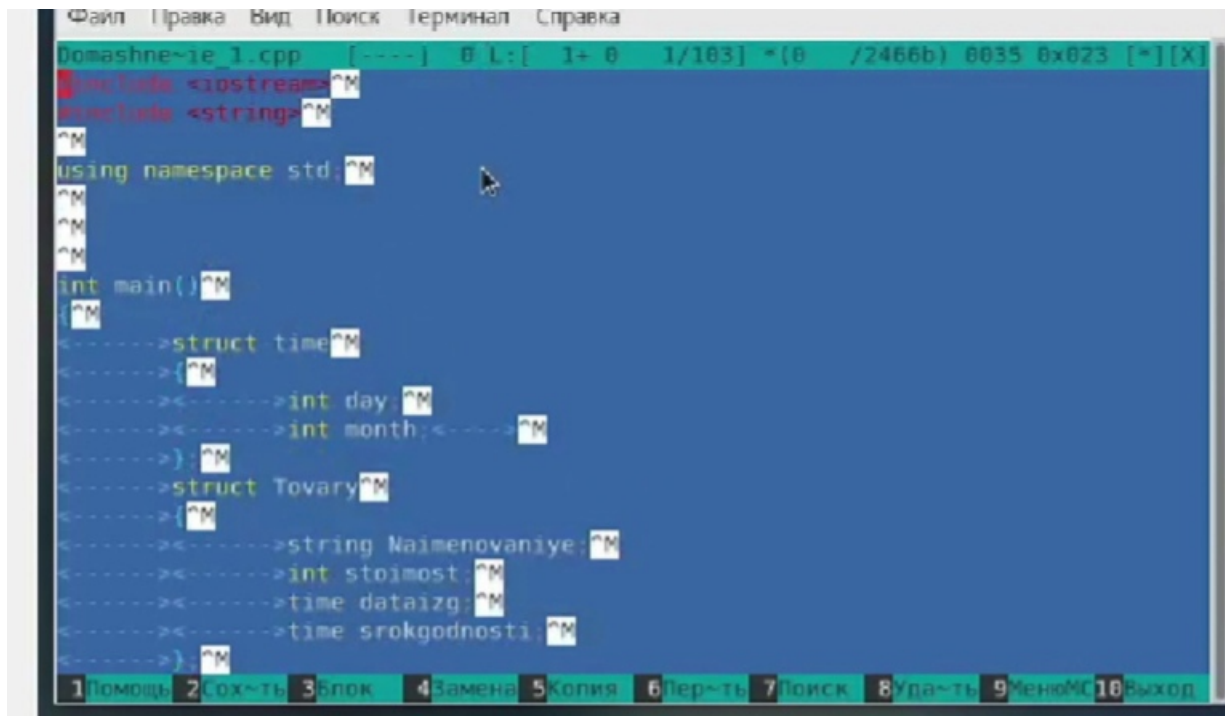 Файл Правка Вид Поиск Терминал Справка
Domashne~ie_1.cpp [----] 0 L:[ 1+ 0 1/103] *(0 /2466b) 0035 0x023 [*][X]
#include <iostream>^M
#include <string>^M
^M
using namespace std;^M
^M
^M
^M
int main()^M
{^M
<------>struct time^M
<------>{^M
<------><------>int day;^M
<------><------>int month;<---->^M
<------>};^M
<------>struct Tovary^M
<------>{^M
<------><------>string Naimenovaniye;^M
<------><------>int stoimost;^M
<------><------>time dataizg;^M
<------><------>time srokgodnosti;^M
<------>};^M
1Помощь 2Сох~ть 3Блок 4Замена 5Копия 6Пер~ть 7Поиск 8Уда~ть 9МенюMC 10Выход